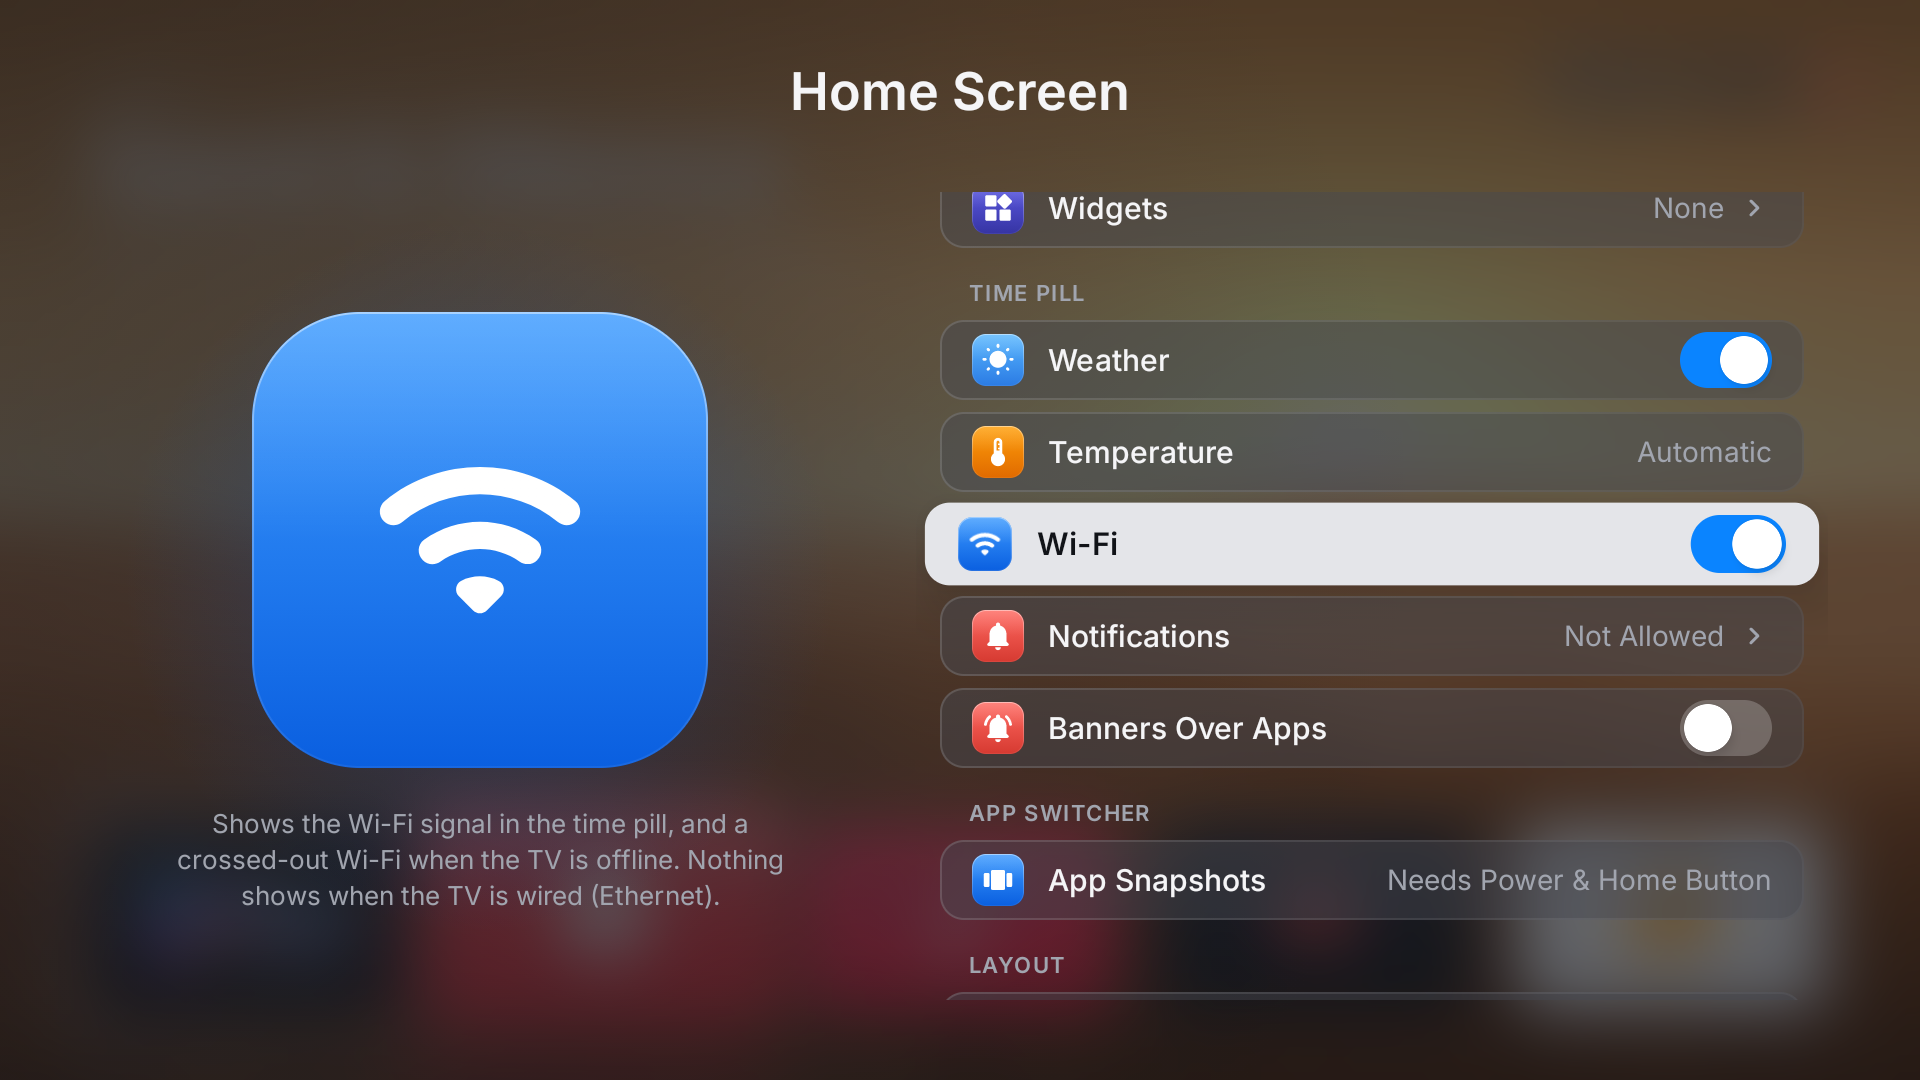 Home Screen
Widgets
None
TIME PILL
Weather
Temperature
Automatic
Wi-Fi
Notifications
Not Allowed
Banners Over Apps
APP SWITCHER
App Snapshots
Needs Power & Home Button
LAYOUT
Shows the Wi-Fi signal in the time pill, and a
crossed-out Wi-Fi when the TV is offline. Nothing
shows when the TV is wired (Ethernet).